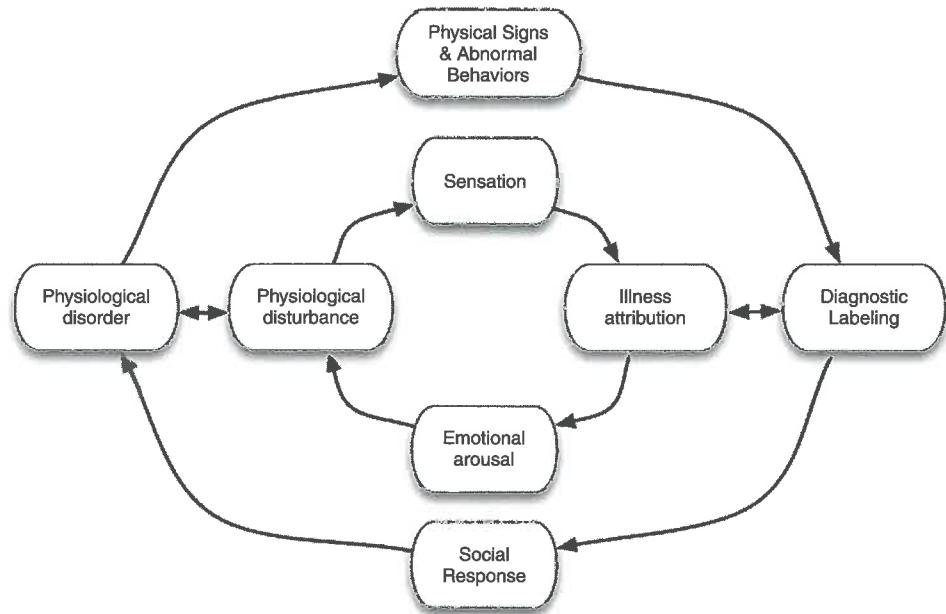 Physical Signs
& Abnormal
Behaviors
Sensation
Physiological
disorder
Physiological
disturbance
Illness
attribution
Diagnostic
Labeling
Emotional
arousal
Social
Response